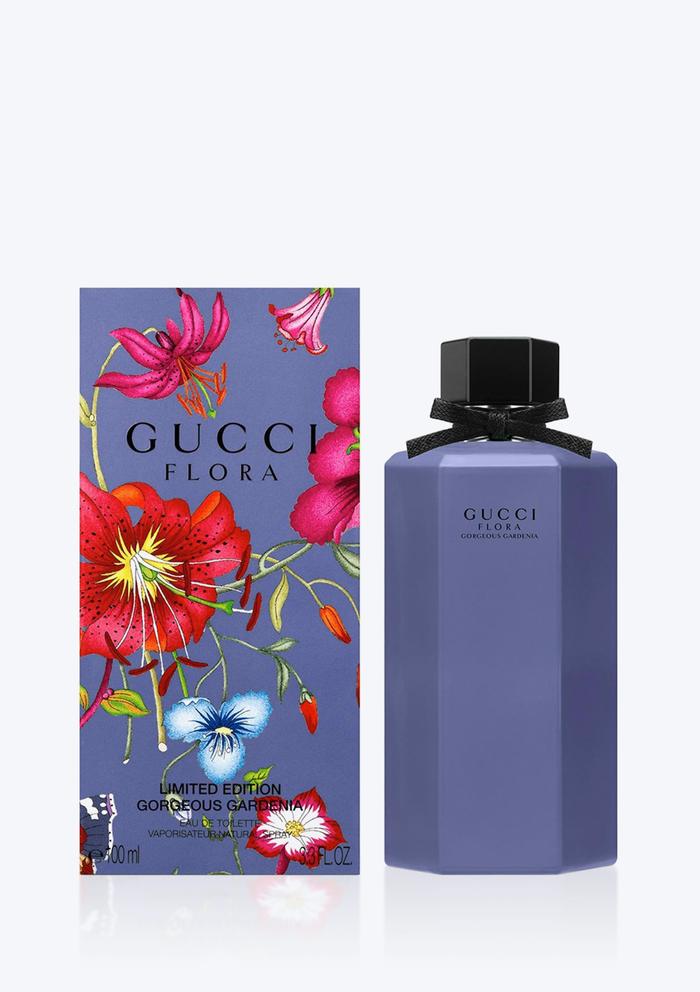 GUCCI
FLORA
LIMITED EDITION
GORGEOUS GARDENIA
EAU DE TOILETTE
VAPORISATEUR NATURAL SPRAY
e 100 ml
3.3 FL.OZ.
GUCCI
FLORA
GORGEOUS GARDENIA